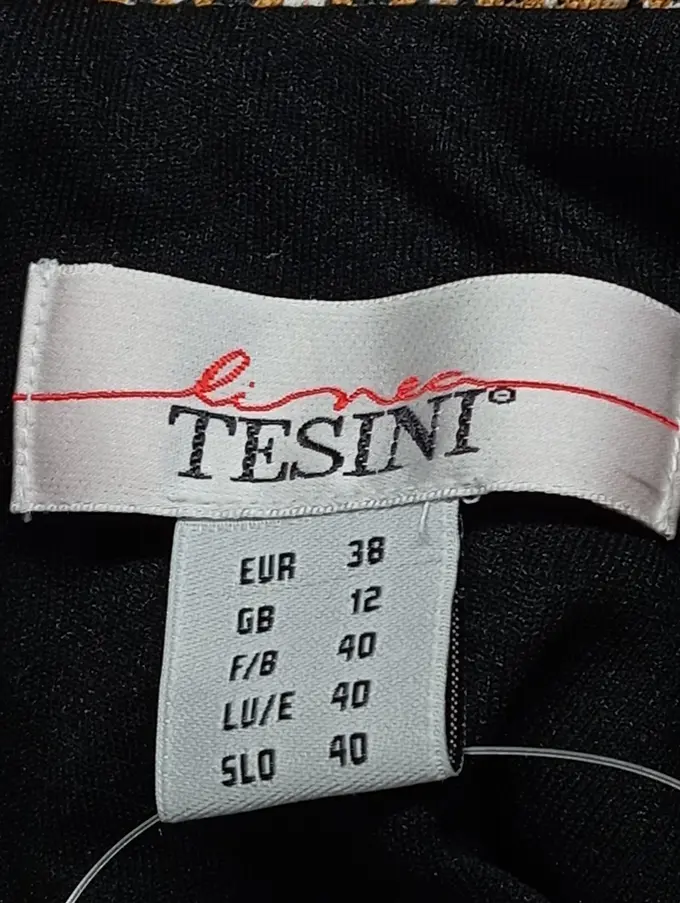 linea
TESINI®
EUR 38
GB 12
F/B 40
LU/E 40
SLO 40